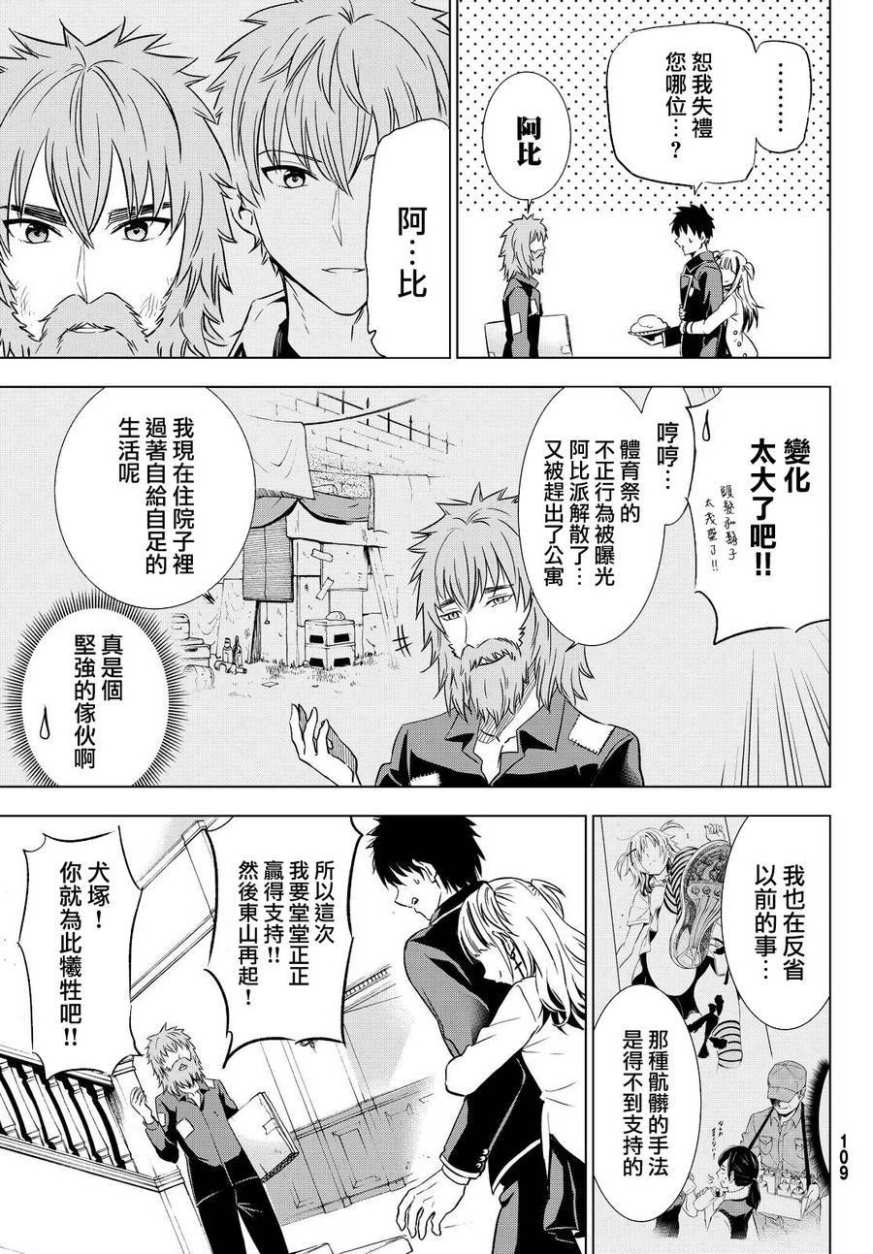 ………
恕我失禮
您哪位…?
阿比
阿…比
變化
太大了吧!!
頭髮和鬍子
太茂盛了!!
哼哼…
體育祭的
不正行為被曝光
阿比派解散了…
又被趕出了公寓
我現在住院子裡
過著自給自足的
生活呢
真是個
堅強的傢伙啊
我也在反省
以前的事…
那種骯髒的手法
是得不到支持的
所以這次
我要堂堂正正
贏得支持!!
然後東山再起!
犬塚!
你就為此犧牲吧!!
109